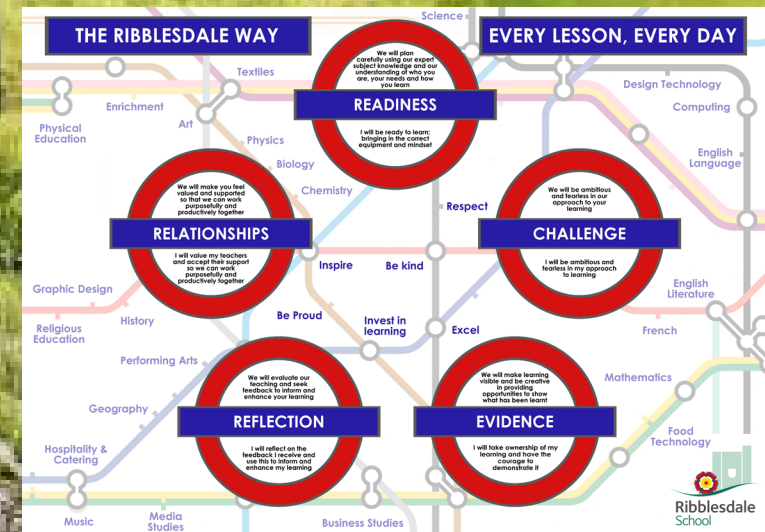 THE RIBBLESDALE WAY
EVERY LESSON, EVERY DAY
We will plan
carefully using our expert
subject knowledge and our
understanding of who you
are, your needs and how
you learn
READINESS
I will be ready to learn;
bringing in the correct
equipment and mindset
We will make you feel
valued and supported
so that we can work
purposefully and
productively together
RELATIONSHIPS
I will value my teachers
and accept their support
so we can work
purposefully and
productively together
We will be ambitious
and fearless in our
approach to your
learning
CHALLENGE
I will be ambitious and
fearless in my approach
to learning
We will evaluate our
teaching and seek
feedback to inform and
enhance your learning
REFLECTION
I will reflect on the
feedback I receive and
use this to inform and
enhance my learning
We will make learning
visible and be creative
in providing
opportunities to show
what has been learnt
EVIDENCE
I will take ownership of my
learning and have the
courage to
demonstrate it
Science
Textiles
Enrichment
Art
Physical
Education
Physics
Biology
Chemistry
Design Technology
Computing
English
Language
Respect
Inspire
Be kind
Be Proud
Invest in
learning
Excel
Graphic Design
Religious
Education
History
Performing Arts
Geography
Hospitality &
Catering
Music
Media
Studies
Business Studies
English
Literature
French
Mathematics
Food
Technology
Ribblesdale
School